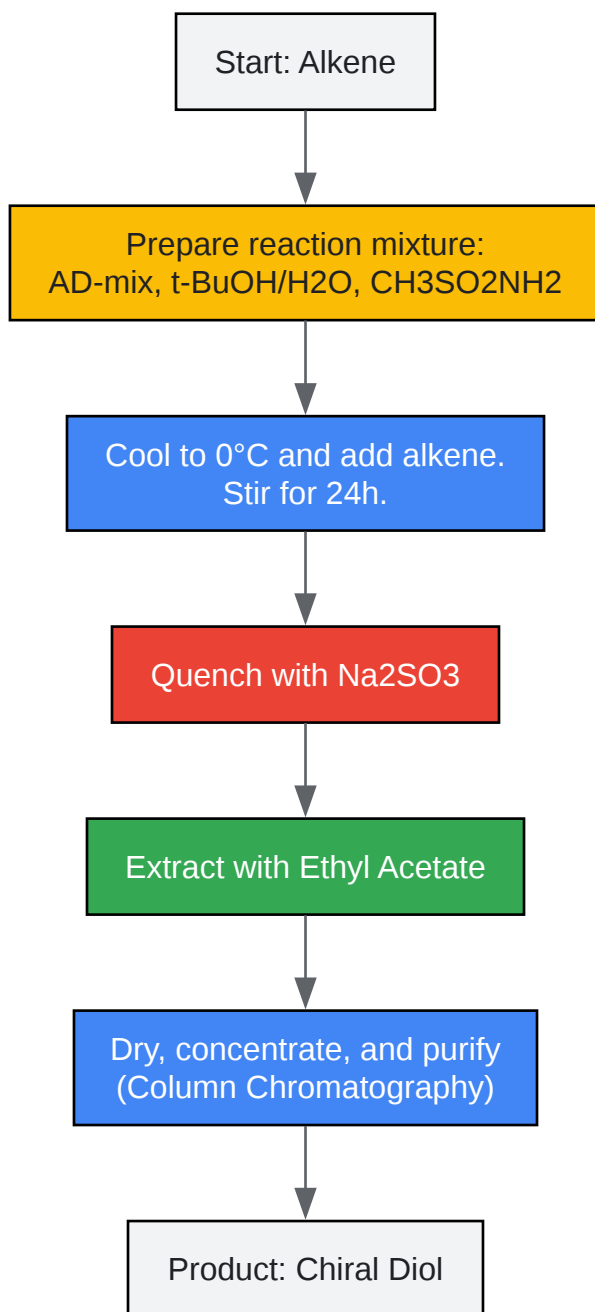 Start: Alkene
Prepare reaction mixture:
AD-mix, t-BuOH/H2O, CH3SO2NH2
Cool to 0°C and add alkene.
Stir for 24h.
Quench with Na2SO3
Extract with Ethyl Acetate
Dry, concentrate, and purify
(Column Chromatography)
Product: Chiral Diol